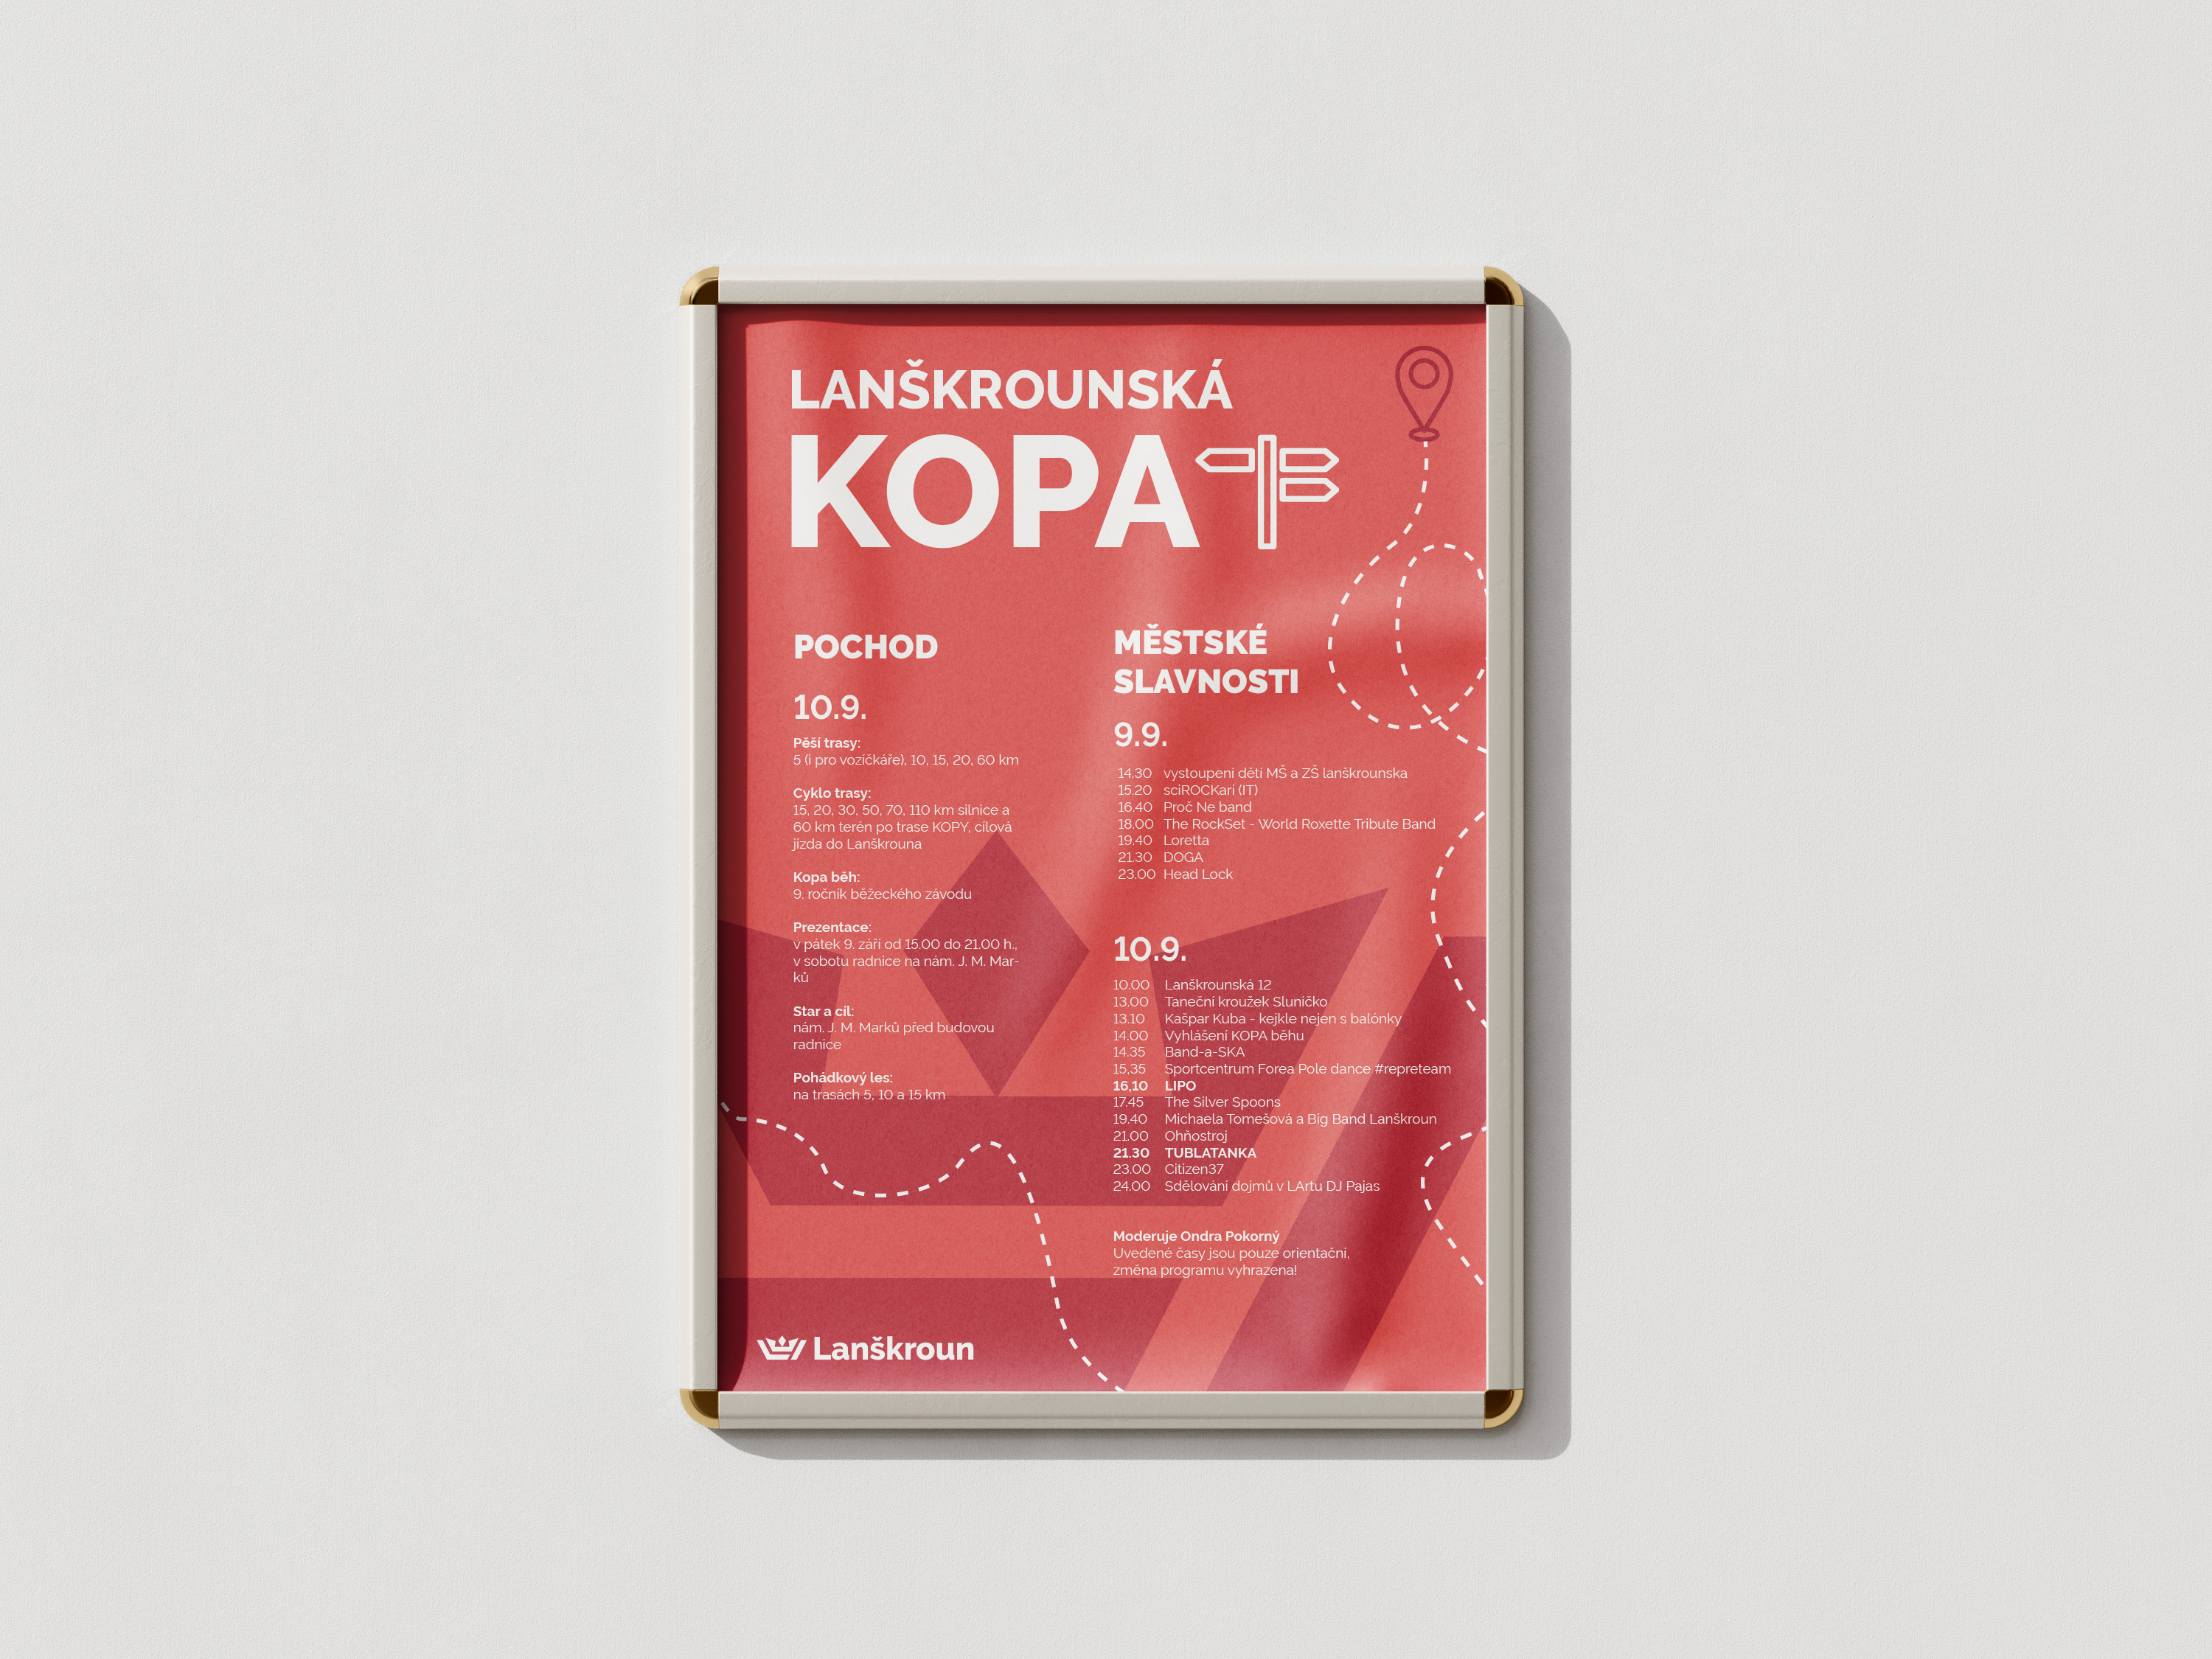 LANŠKROUNSKÁ
KOPA
POCHOD
10.9.
Pěší trasy:
5 (i pro vozíčkáře), 10, 15, 20, 60 km
Cyklo trasy:
15, 20, 30, 50, 70, 110 km silnice a
60 km terén po trase KOPY, cílová
jízda do Lanškrouna
Kopa běh:
9. ročník běžeckého závodu
Prezentace:
v pátek 9. září od 15.00 do 21.00 h.,
v sobotu radnice na nám. J. M. Mar-
ků
Star a cíl:
nám. J. M. Marků před budovou
radnice
Pohádkový les:
na trasách 5, 10 a 15 km
MĚSTSKÉ
SLAVNOSTI
9.9.
14.30 vystoupení dětí MŠ a ZŠ lanškrounska
15.20 sciROCKari (IT)
16.40 Proč Ne band
18.00 The RockSet - World Roxette Tribute Band
19.40 Loretta
21.30 DOGA
23.00 Head Lock
10.9.
10.00 Lanškrounská 12
13.00 Taneční kroužek Sluníčko
13.10 Kašpar Kuba - kejkle nejen s balónky
14.00 Vyhlášení KOPA běhu
14.35 Band-a-SKA
15,35 Sportcentrum Forea Pole dance #repreteam
16,10 LIPO
17.45 The Silver Spoons
19.40 Michaela Tomešová a Big Band Lanškroun
21.00 Ohňostroj
21.30 TUBLATANKA
23.00 Citizen37
24.00 Sdělování dojmů v LArtu DJ Pajas
Moderuje Ondra Pokorný
Uvedené časy jsou pouze orientační,
změna programu vyhrazena!
Lanškroun